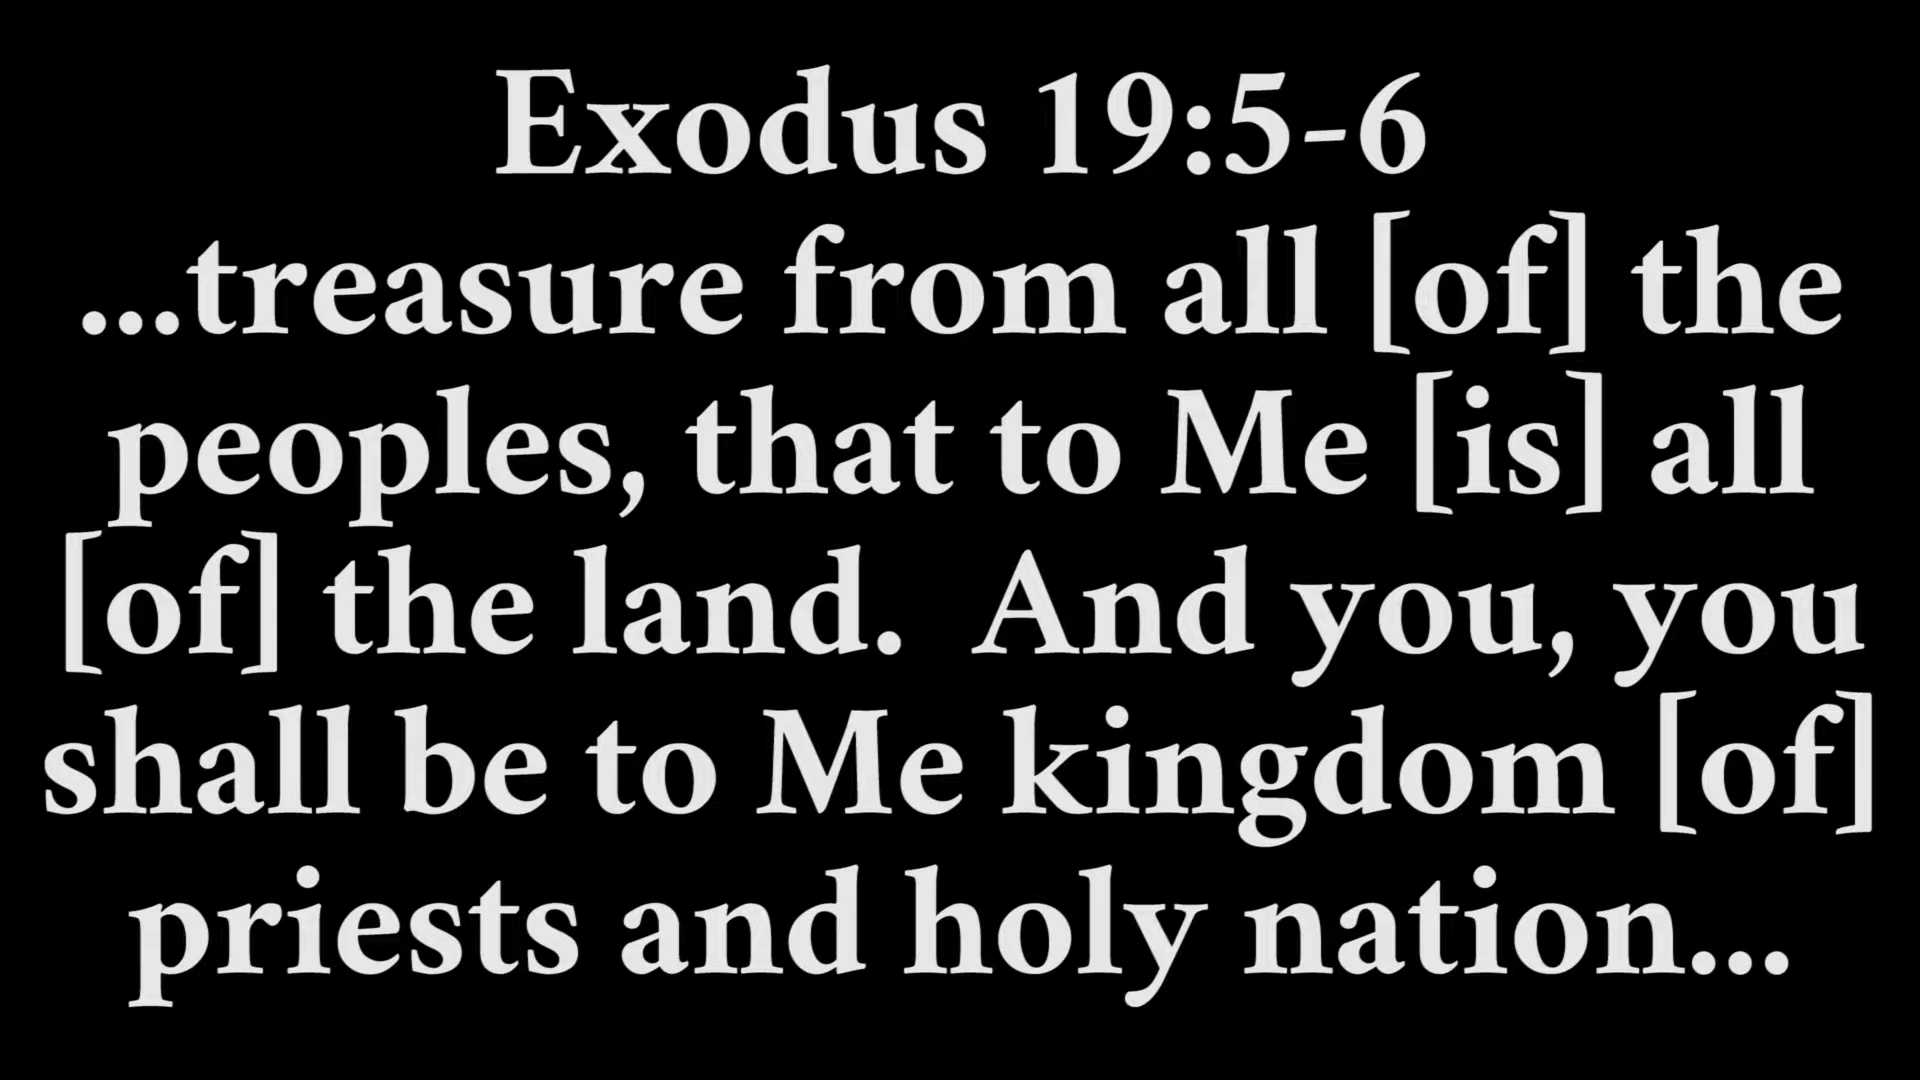 Exodus 19:5-6
...treasure from all [of] the
peoples, that to Me [is] all
[of] the land.  And you, you
shall be to Me kingdom [of]
priests and holy nation...